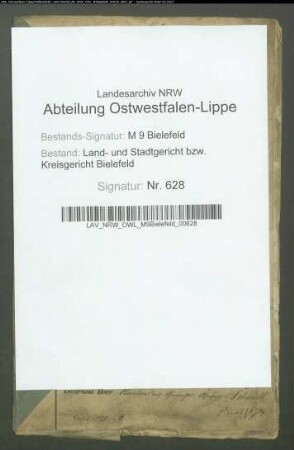 Landesarchiv NRW
Abteilung Ostwestfalen-Lippe
Bestands-Signatur: M 9 Bielefeld
Bestand: Land- und Stadtgericht bzw.
Kreisgericht Bielefeld
Signatur: Nr. 628
LAV_NRW_OWL_M9Bielefeld_00628